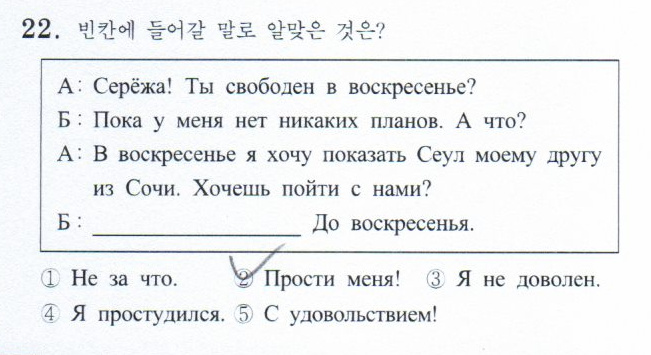 22. 빈칸에 들어갈 말로 알맞은 것은?
А: Серёжа! Ты свободен в воскресенье?
Б: Пока у меня нет никаких планов. А что?
А: В воскресенье я хочу показать Сеул моему другу
из Сочи. Хочешь пойти с нами?
Б: ____________________ До воскресенья.
① Не за что. ② Прости меня! ③ Я не доволен.
④ Я простудился. ⑤ С удовольствием!